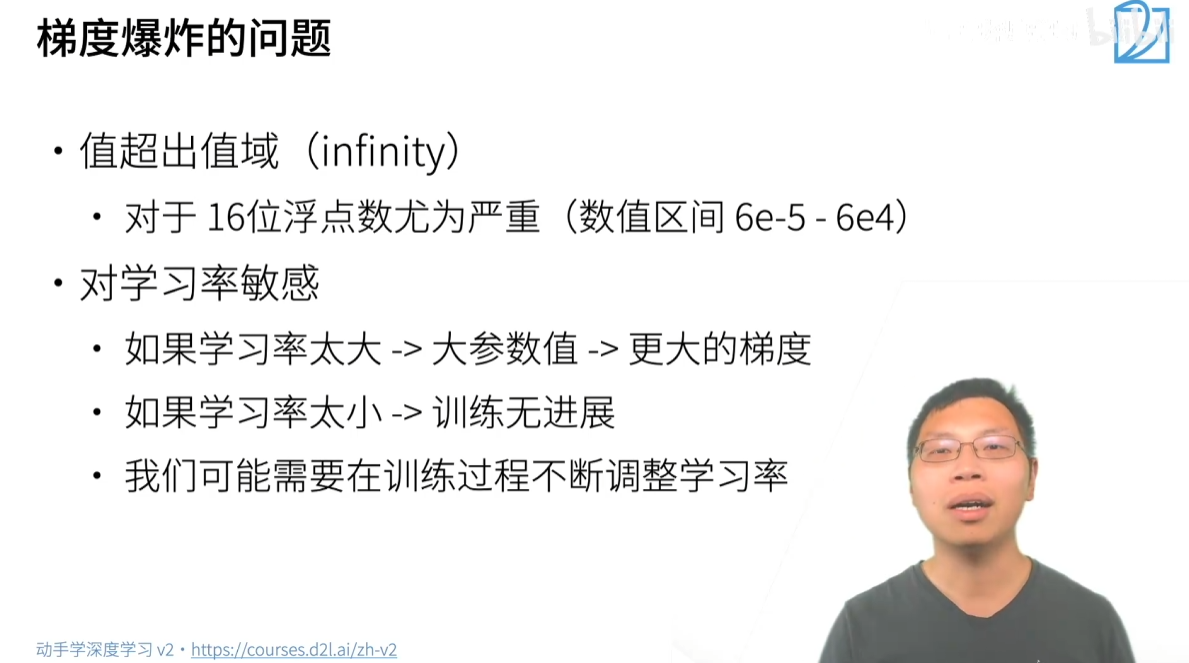 梯度爆炸的问题
bilibili
• 值超出值域（infinity）
• 对于 16位浮点数尤为严重（数值区间 6e-5 - 6e4）
• 对学习率敏感
• 如果学习率太大 -> 大参数值 -> 更大的梯度
• 如果学习率太小 -> 训练无进展
• 我们可能需要在训练过程不断调整学习率
动手学深度学习 v2 • https://courses.d2l.ai/zh-v2